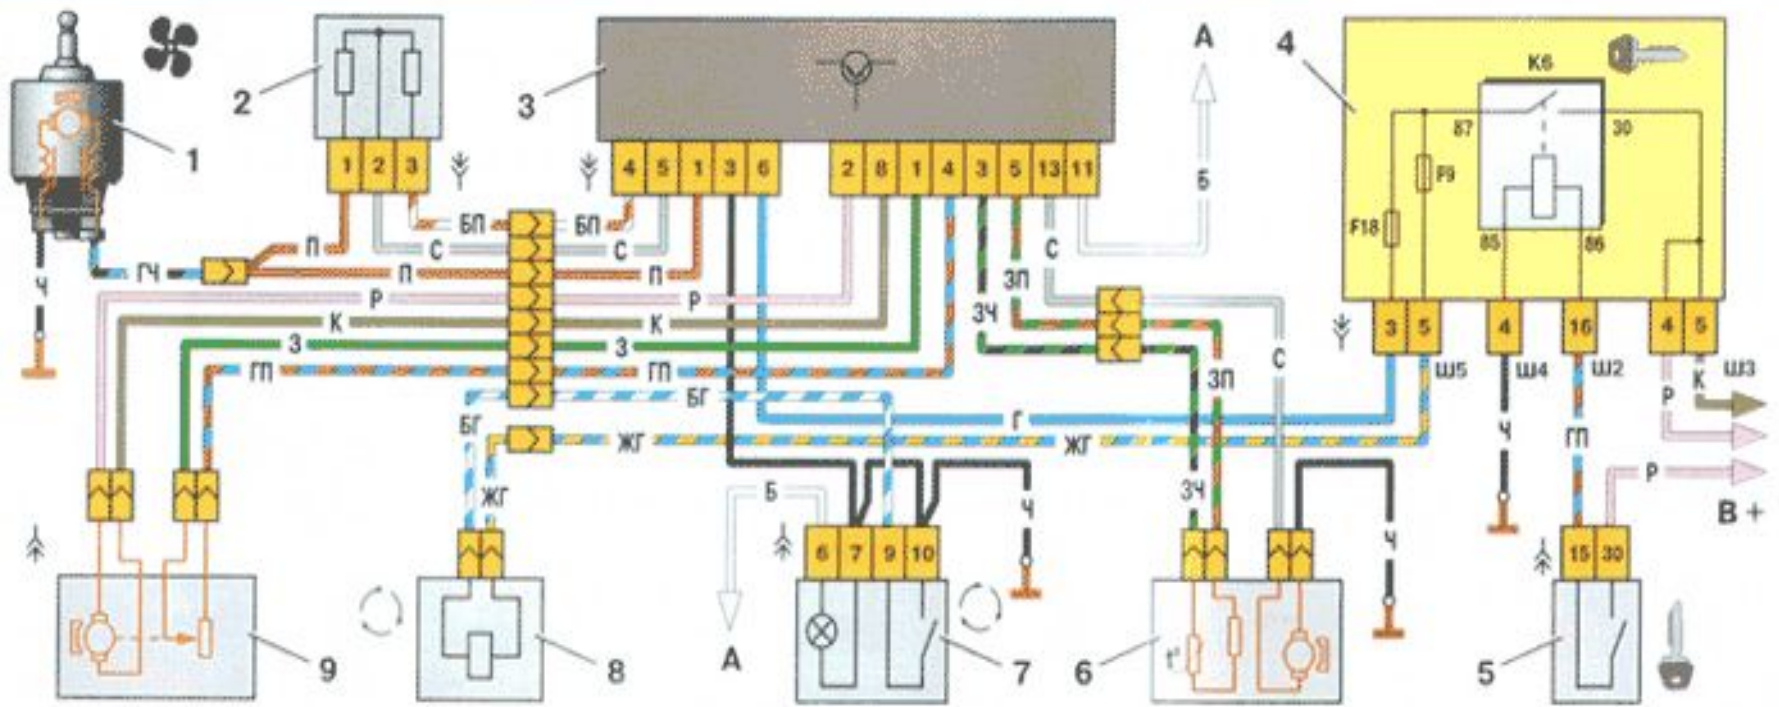 1
2
3
4
1 2 3
4 5 1 3 6
2 8 1 4 3 5 13 11
А
Б
К6
87
30
F9
F18
85
86
3 5
4
16
4 5
Ш5
Ш4
Ш2
Ш3
Ч
ГЧ
П
П
БП
С
Р
К
З
ГП
БП
С
П
Р
К
З
ГП
БГ
БГ
ЖГ
ЖГ
ЖГ
Г
ЗЧ
ЗП
С
С
ЗП
ЗЧ
Ч
Ч
Ч
ГП
Р
К
Р
В +
Б
А
6 7 9 10
15 30
t°
9
8
7
6
5